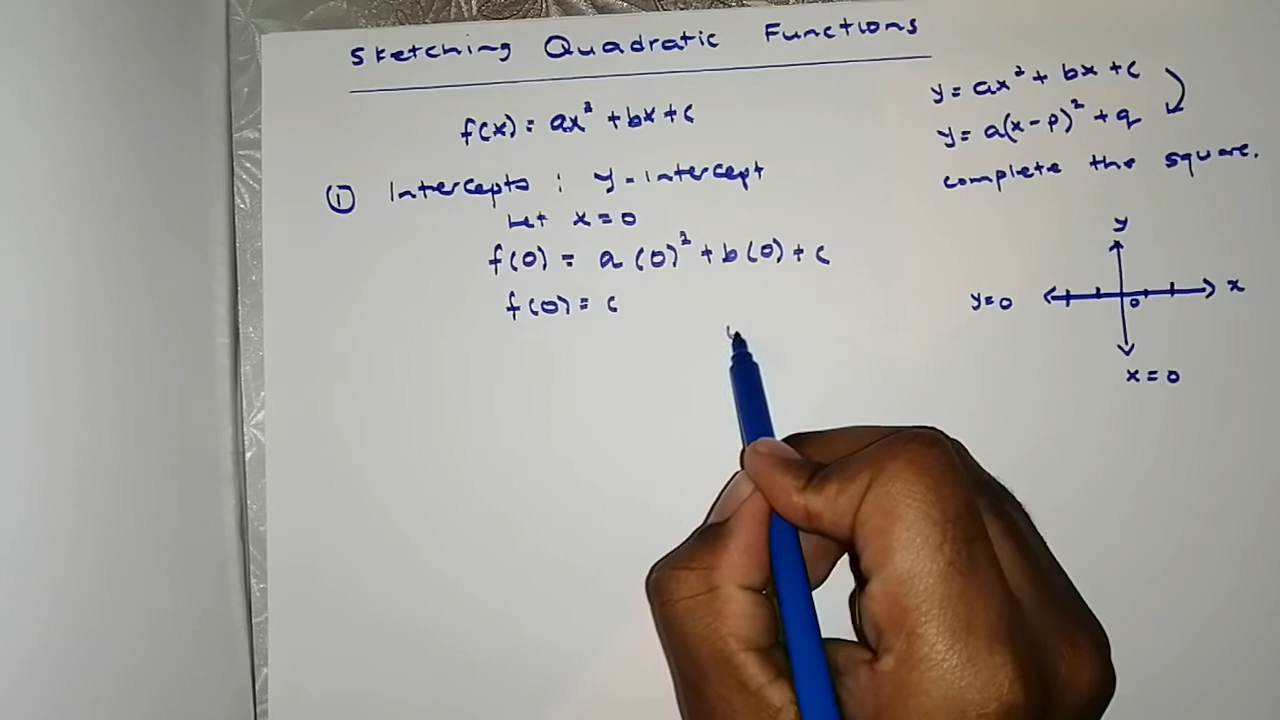 Sketching Quadratic Functions
f(x) = ax² + bx + c
① Intercepts : y-intercept
Let x = 0
f(0) = a(0)² + b(0) + c
f(0) = c
y = ax² + bx + c
y = a(x - p)² + q
complete the square.
y
y = 0
0
x
x = 0